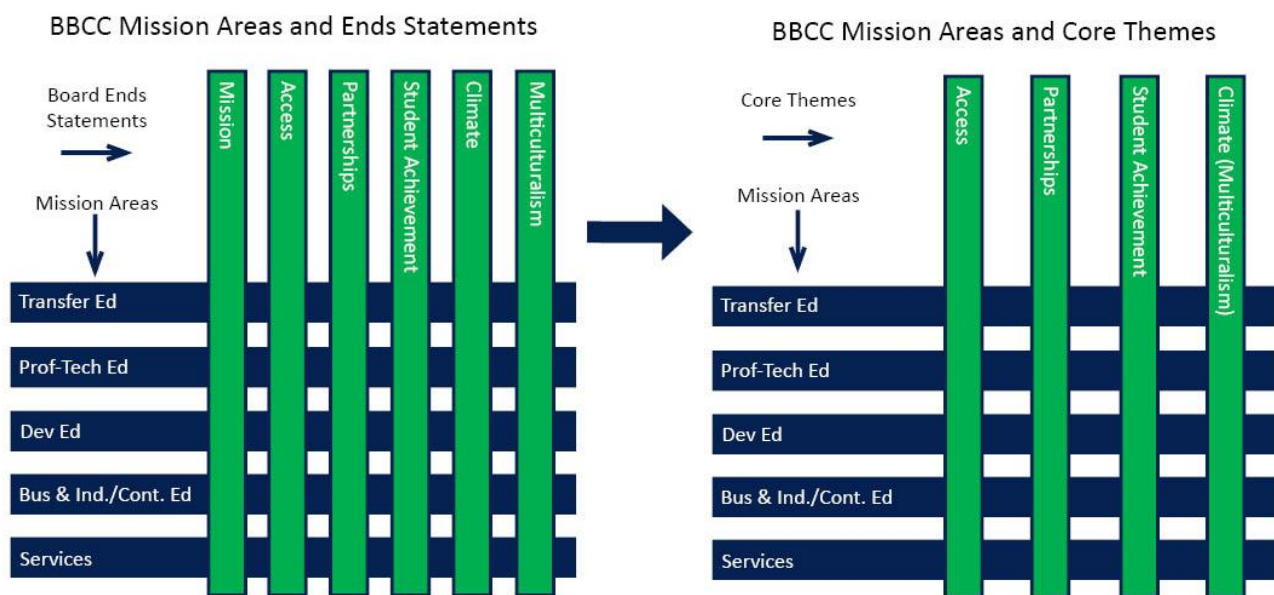 BBCC Mission Areas and Ends Statements
Board Ends
Statements
Mission Areas
Mission
Access
Partnerships
Student Achievement
Climate
Multiculturalism
Transfer Ed
Prof-Tech Ed
Dev Ed
Bus & Ind./Cont. Ed
Services
BBCC Mission Areas and Core Themes
Core Themes
Mission Areas
Access
Partnerships
Student Achievement
Climate (Multiculturalism)
Transfer Ed
Prof-Tech Ed
Dev Ed
Bus & Ind./Cont. Ed
Services